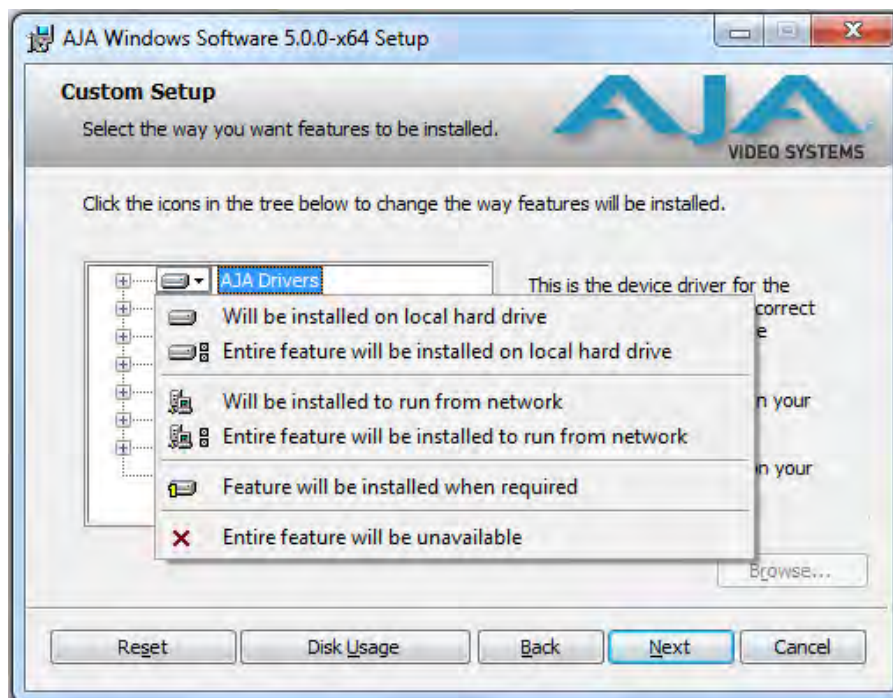 AJA Windows Software 5.0.0-x64 Setup
Custom Setup
Select the way you want features to be installed.
AJA
VIDEO SYSTEMS
Click the icons in the tree below to change the way features will be installed.
AJA Drivers
This is the device driver for the
correct
Will be installed on local hard drive
e
Entire feature will be installed on local hard drive
Will be installed to run from network
n your
Entire feature will be installed to run from network
on your
Feature will be installed when required
Entire feature will be unavailable
Browse...
Reset
Disk Usage
Back
Next
Cancel